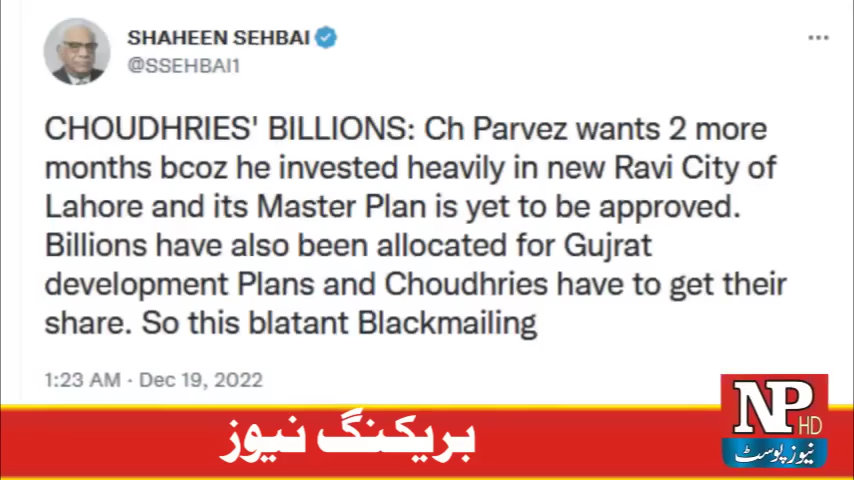 SHAHEEN SEHBAI
@SSEHBAI1
CHOUDHRIES' BILLIONS: Ch Parvez wants 2 more
months bcoz he invested heavily in new Ravi City of
Lahore and its Master Plan is yet to be approved.
Billions have also been allocated for Gujrat
development Plans and Choudhries have to get their
share. So this blatant Blackmailing
1:23 AM · Dec 19, 2022
بریکنگ نیوز
NP HD
نیوز پوسٹ